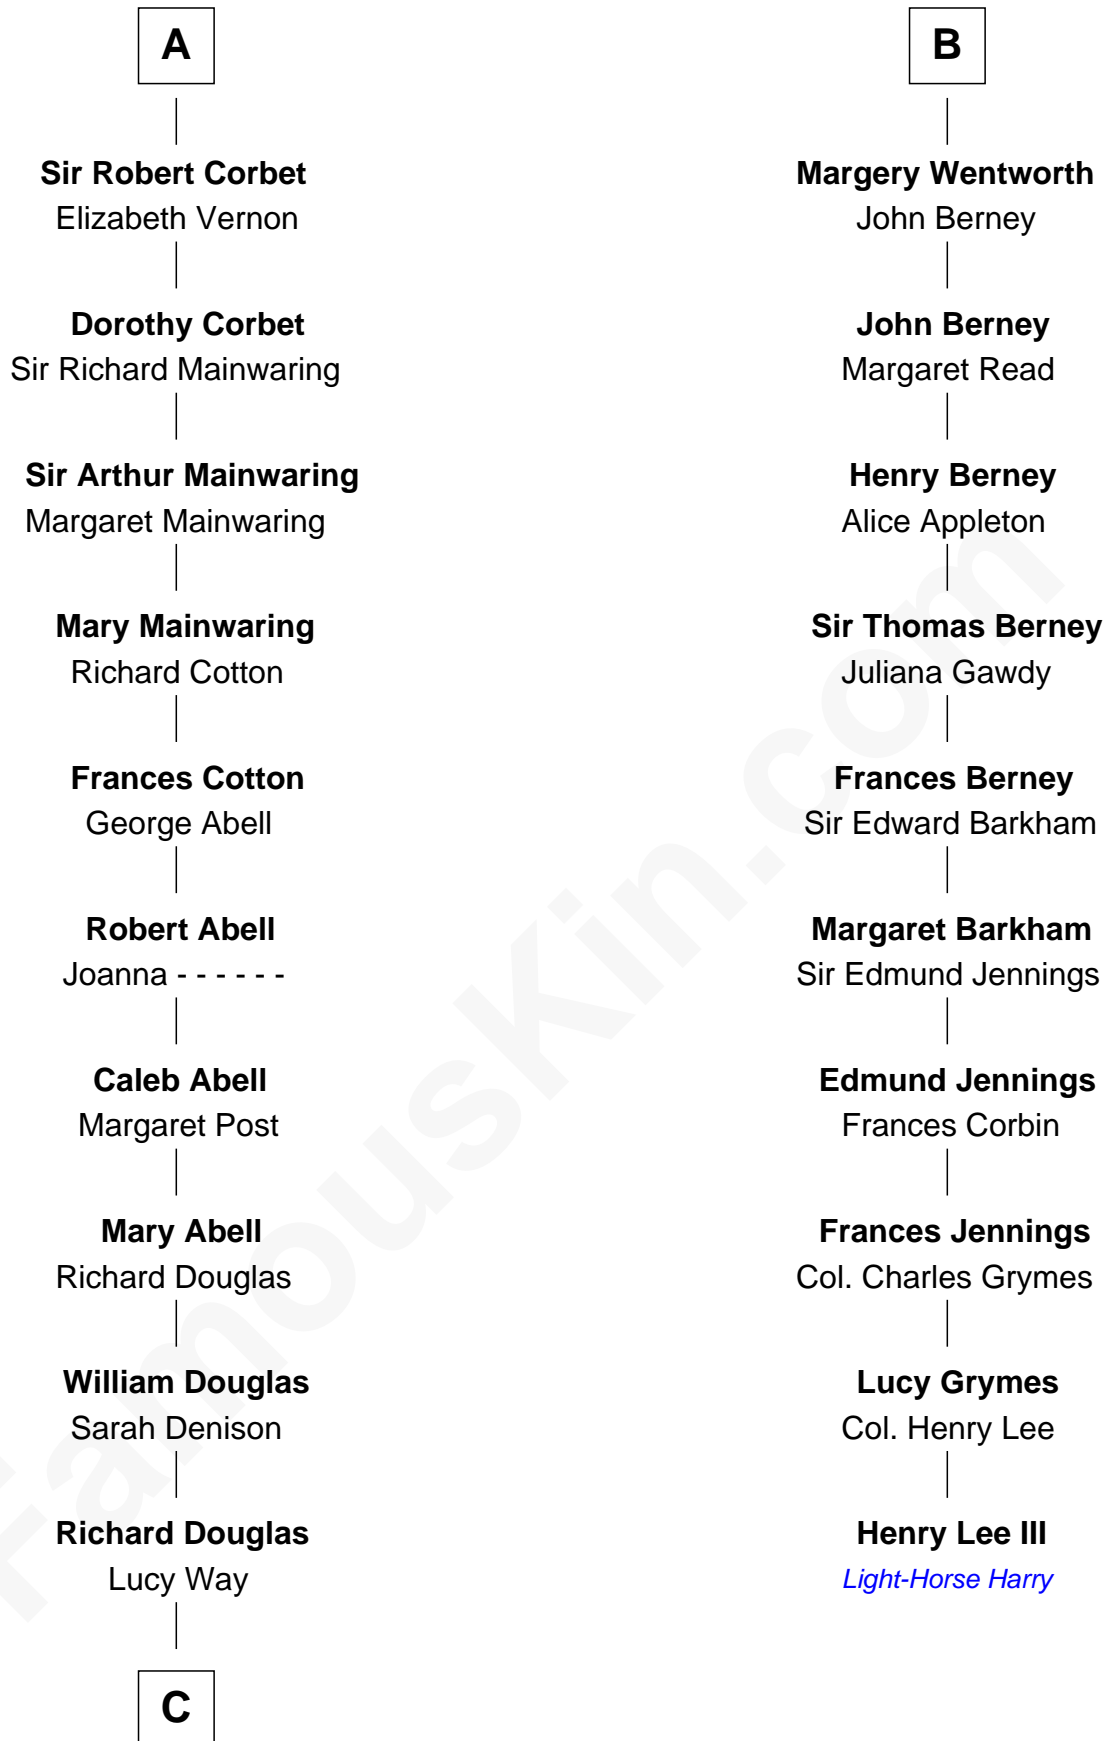 A
Sir Robert Corbet
Elizabeth Vernon
Dorothy Corbet
Sir Richard Mainwaring
Sir Arthur Mainwaring
Margaret Mainwaring
Mary Mainwaring
Richard Cotton
Frances Cotton
George Abell
Robert Abell
Joanna - - - - - -
Caleb Abell
Margaret Post
Mary Abell
Richard Douglas
William Douglas
Sarah Denison
Richard Douglas
Lucy Way
C
B
Margery Wentworth
John Berney
John Berney
Margaret Read
Henry Berney
Alice Appleton
Sir Thomas Berney
Juliana Gawdy
Frances Berney
Sir Edward Barkham
Margaret Barkham
Sir Edmund Jennings
Edmund Jennings
Frances Corbin
Frances Jennings
Col. Charles Grymes
Lucy Grymes
Col. Henry Lee
Henry Lee III
Light-Horse Harry
FamousKin.com